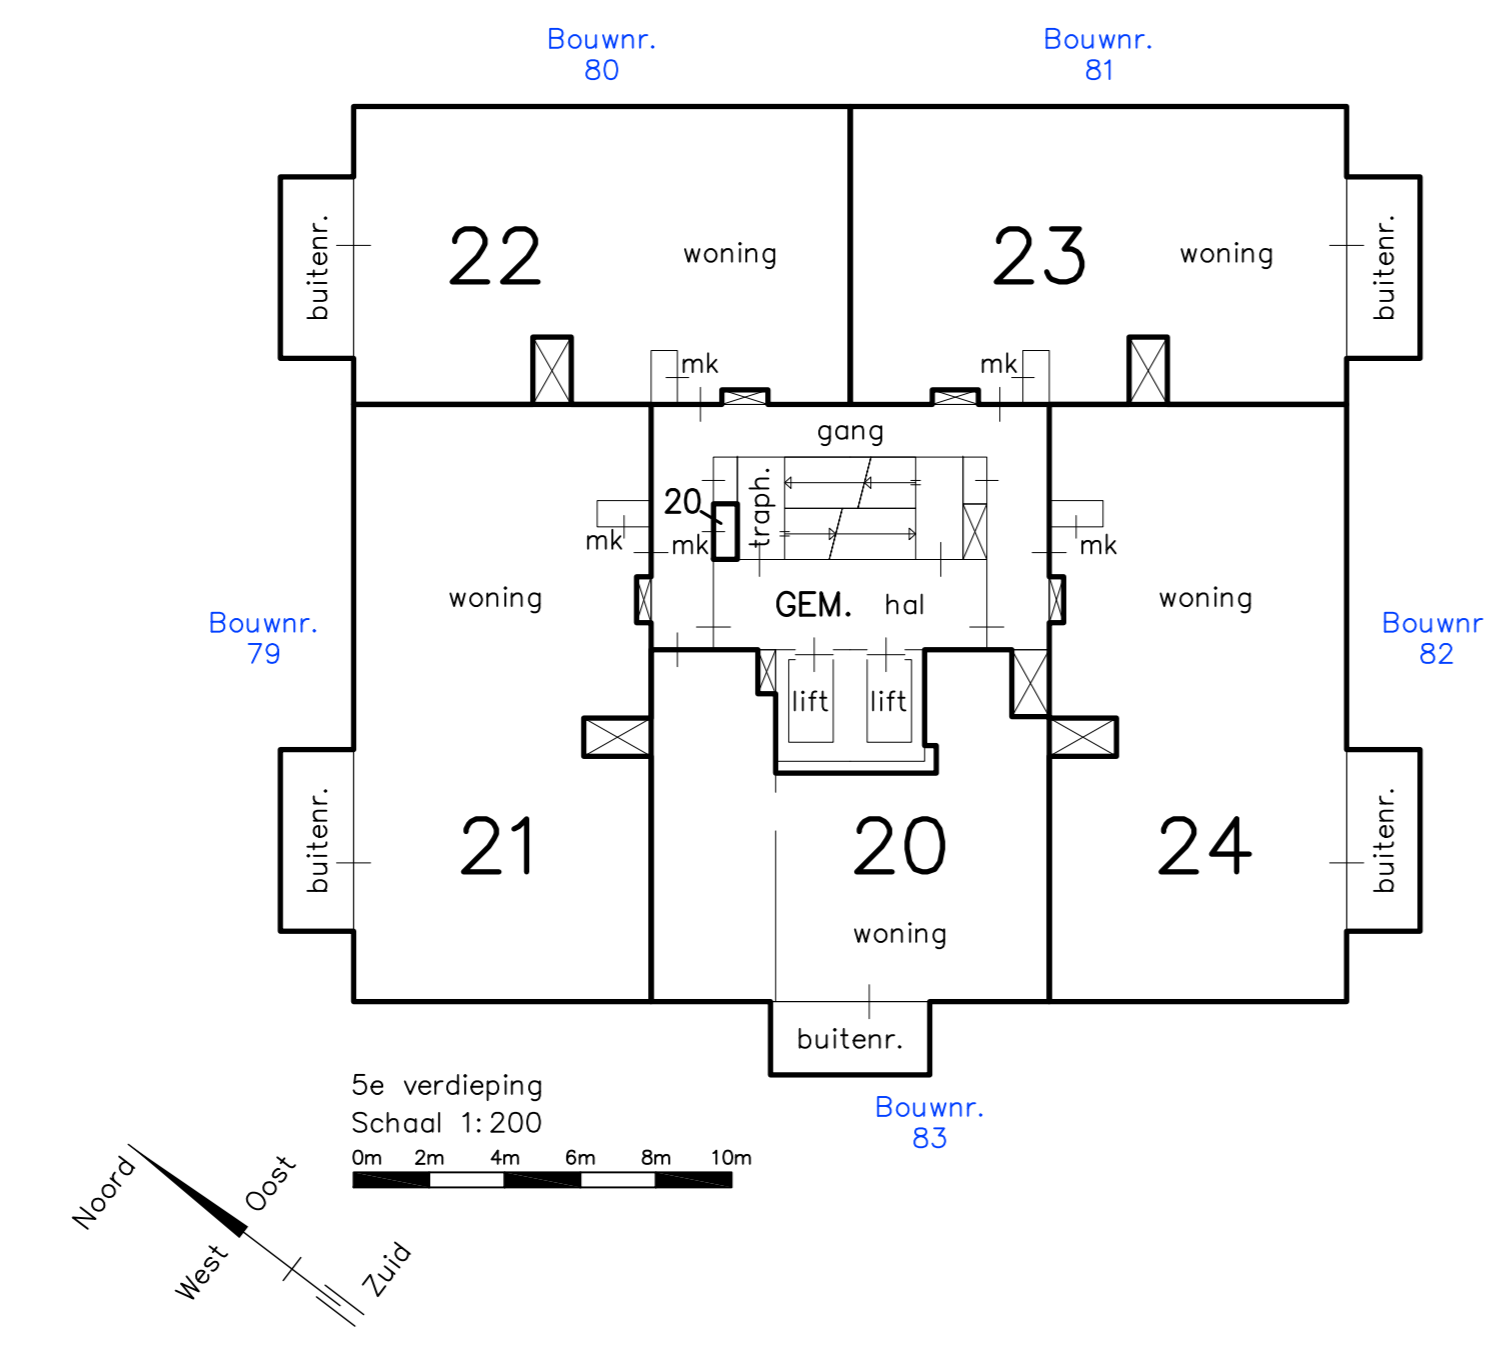 Bouwnr.
80
Bouwnr.
81
buitenr.
22
woning
23
woning
buitenr.
mk
mk
gang
20
mk
traph.
mk
mk
woning
GEM. hal
woning
Bouwnr.
79
Bouwnr
82
lift
lift
buitenr.
21
20
24
buitenr.
woning
buitenr.
5e verdieping
Schaal 1:200
0m 2m 4m 6m 8m 10m
Bouwnr.
83
Noord
Oost
West
Zuid